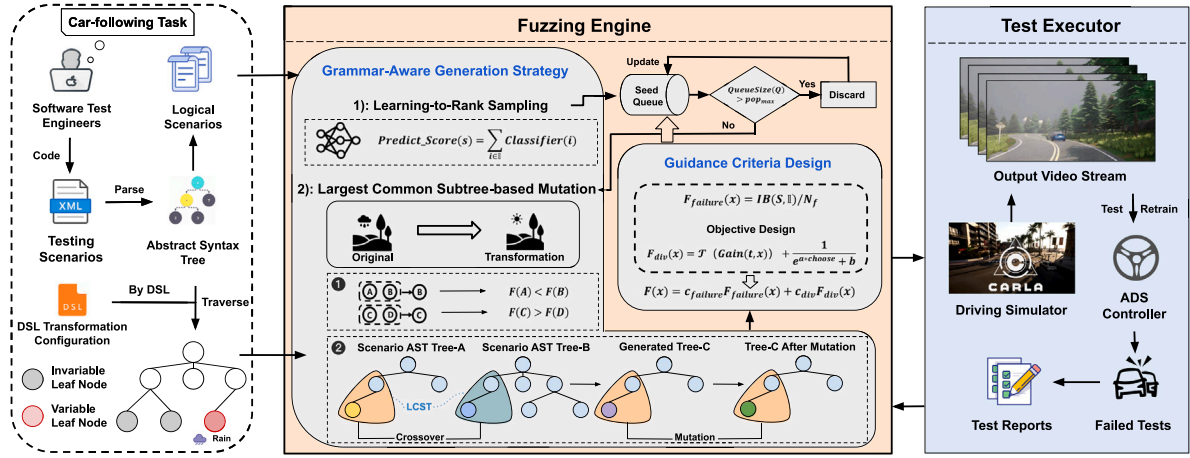 Car-following Task
Software Test
Engineers
Logical
Scenarios
Code
XML
Parse
Testing
Scenarios
Abstract Syntax
Tree
By DSL
Traverse
DSL
DSL Transformation
Configuration
Invariable
Leaf Node
Variable
Leaf Node
Rain
Fuzzing Engine
Grammar-Aware Generation Strategy
1): Learning-to-Rank Sampling
Predict_Score(s) = ∑ i∈𝕀 Classifier(i)
2): Largest Common Subtree-based Mutation
Original
Transformation
1
A B B F(A) < F(B)
C D C F(C) > F(D)
Update
Seed
Queue
QueueSize(Q)
> pop_max
Yes
Discard
No
Guidance Criteria Design
F_failure(x) = IB(S, 𝕀)/N_f
Objective Design
F_div(x) = 𝒯 (Gain(t, x)) + 1 / (e^(a∗choose) + b)
F(x) = c_failure F_failure(x) + c_div F_div(x)
2
Scenario AST Tree-A Scenario AST Tree-B Generated Tree-C Tree-C After Mutation
LCST
Crossover
Mutation
Test Executor
Output Video Stream
Test
Retrain
CARLA
Driving Simulator
ADS
Controller
Test Reports
Failed Tests